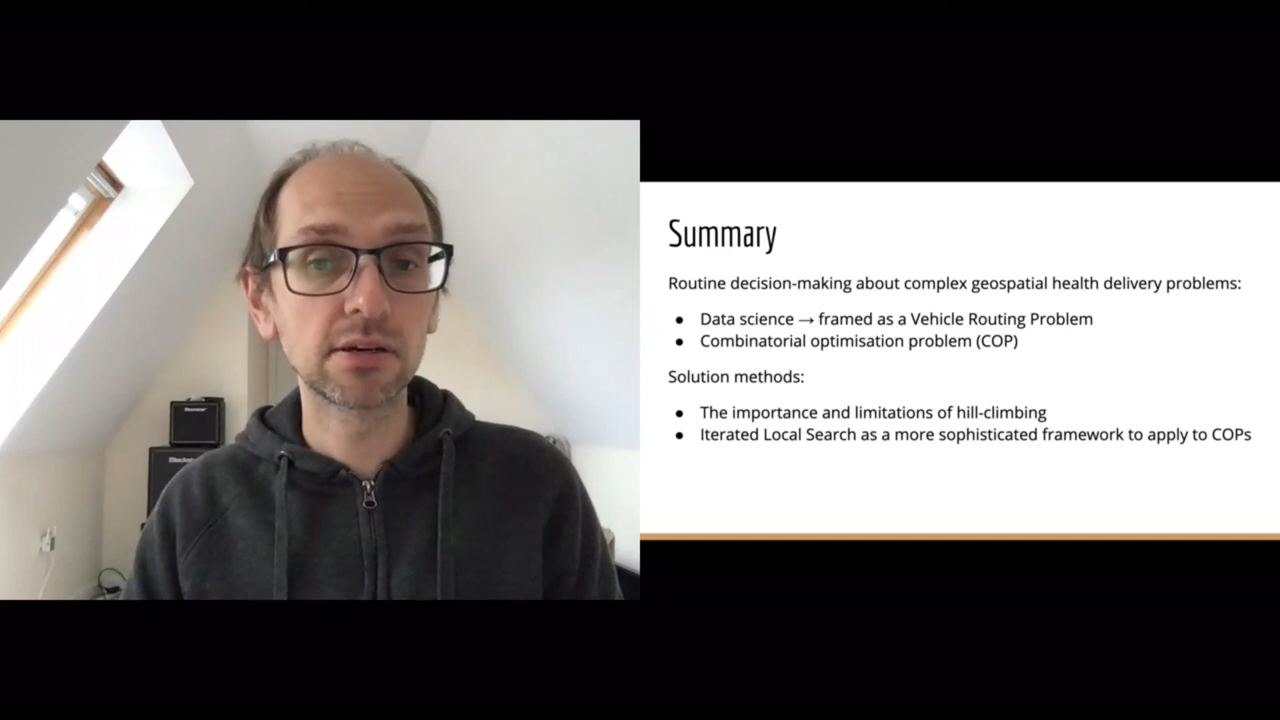 Summary
Routine decision-making about complex geospatial health delivery problems:
● Data science → framed as a Vehicle Routing Problem
● Combinatorial optimisation problem (COP)
Solution methods:
● The importance and limitations of hill-climbing
● Iterated Local Search as a more sophisticated framework to apply to COPs